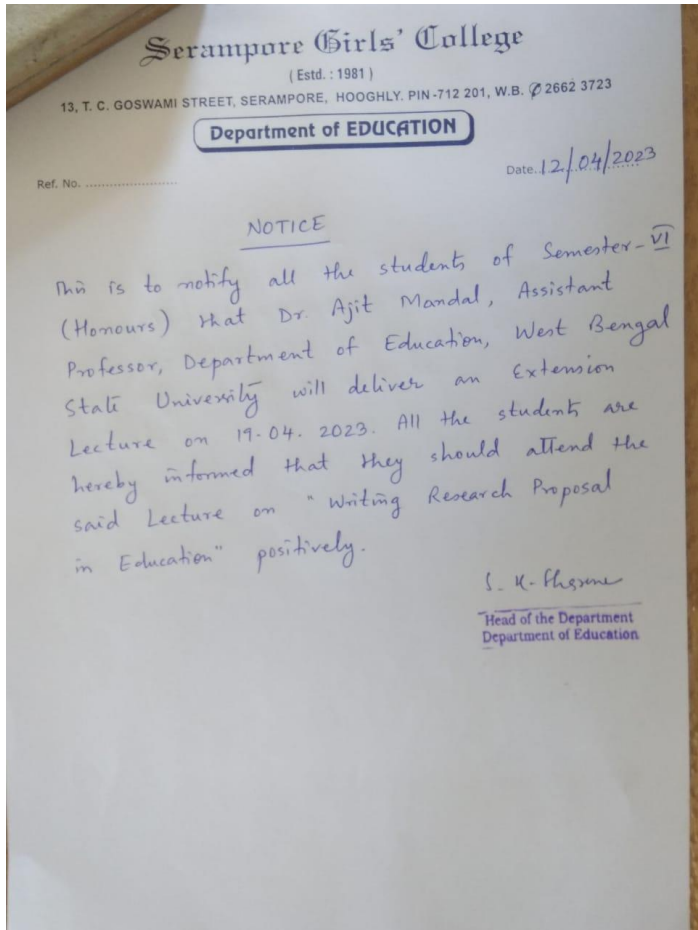 Serampore Girls' College
( Estd. : 1981 )
13, T. C. GOSWAMI STREET, SERAMPORE, HOOGHLY. PIN-712 201, W.B. ✆ 2662 3723
Department of EDUCATION
Ref. No. ........................
Date. 12/04/2023
NOTICE
This is to notify all the students of Semester-VI
(Honours) that Dr. Ajit Mandal, Assistant
Professor, Department of Education, West Bengal
State University will deliver an Extension
Lecture on 19-04. 2023. All the students are
hereby informed that they should attend the
said Lecture on "Writing Research Proposal
in Education" positively.
S. K.
Head of the Department
Department of Education